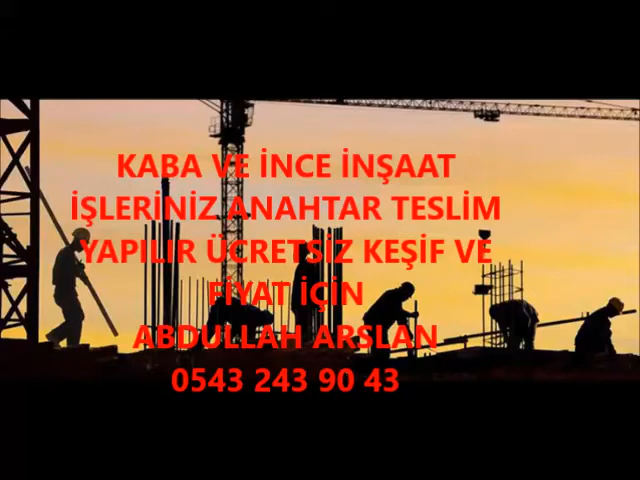 KABA VE İNCE İNŞAAT
İŞLERİNİZ ANAHTAR TESLİM
YAPILIR ÜCRETSİZ KEŞİF VE
FİYAT İÇİN
ABDULLAH ARSLAN
0543 243 90 43